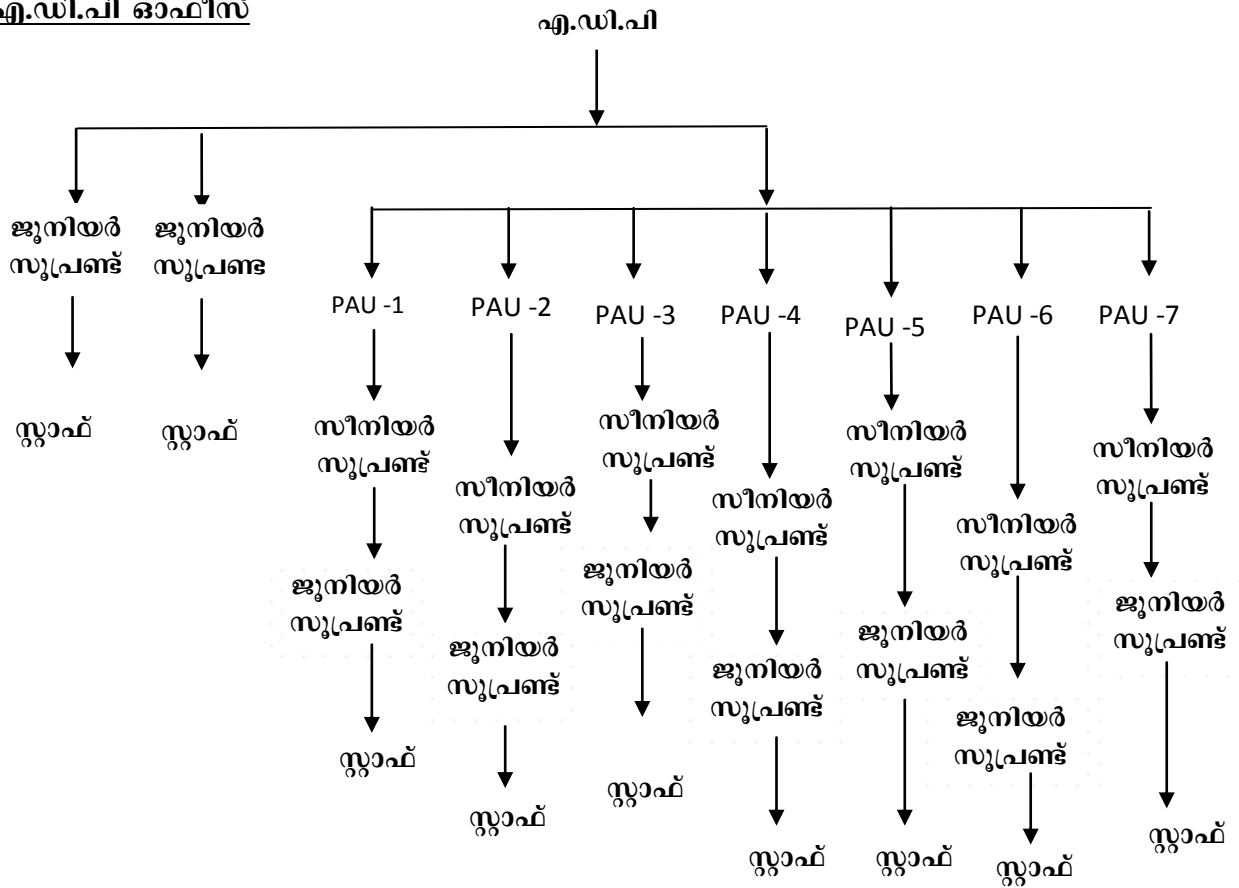 എ.ഡി.പി ഓഫീസ്
എ.ഡി.പി
ജൂനിയർ
സൂപ്രണ്ട്
ജൂനിയർ
സൂപ്രണ്ട
PAU -1
PAU -2
PAU -3
PAU -4
PAU -5
PAU -6
PAU -7
സ്റ്റാഫ്
സ്റ്റാഫ്
സീനിയർ
സൂപ്രണ്ട്
സീനിയർ
സൂപ്രണ്ട്
സീനിയർ
സൂപ്രണ്ട്
സീനിയർ
സൂപ്രണ്ട്
സീനിയർ
സൂപ്രണ്ട്
സീനിയർ
സൂപ്രണ്ട്
സീനിയർ
സൂപ്രണ്ട്
ജൂനിയർ
സൂപ്രണ്ട്
ജൂനിയർ
സൂപ്രണ്ട്
ജൂനിയർ
സൂപ്രണ്ട്
ജൂനിയർ
സൂപ്രണ്ട്
ജൂനിയർ
സൂപ്രണ്ട്
ജൂനിയർ
സൂപ്രണ്ട്
ജൂനിയർ
സൂപ്രണ്ട്
സ്റ്റാഫ്
സ്റ്റാഫ്
സ്റ്റാഫ്
സ്റ്റാഫ്
സ്റ്റാഫ്
സ്റ്റാഫ്
സ്റ്റാഫ്